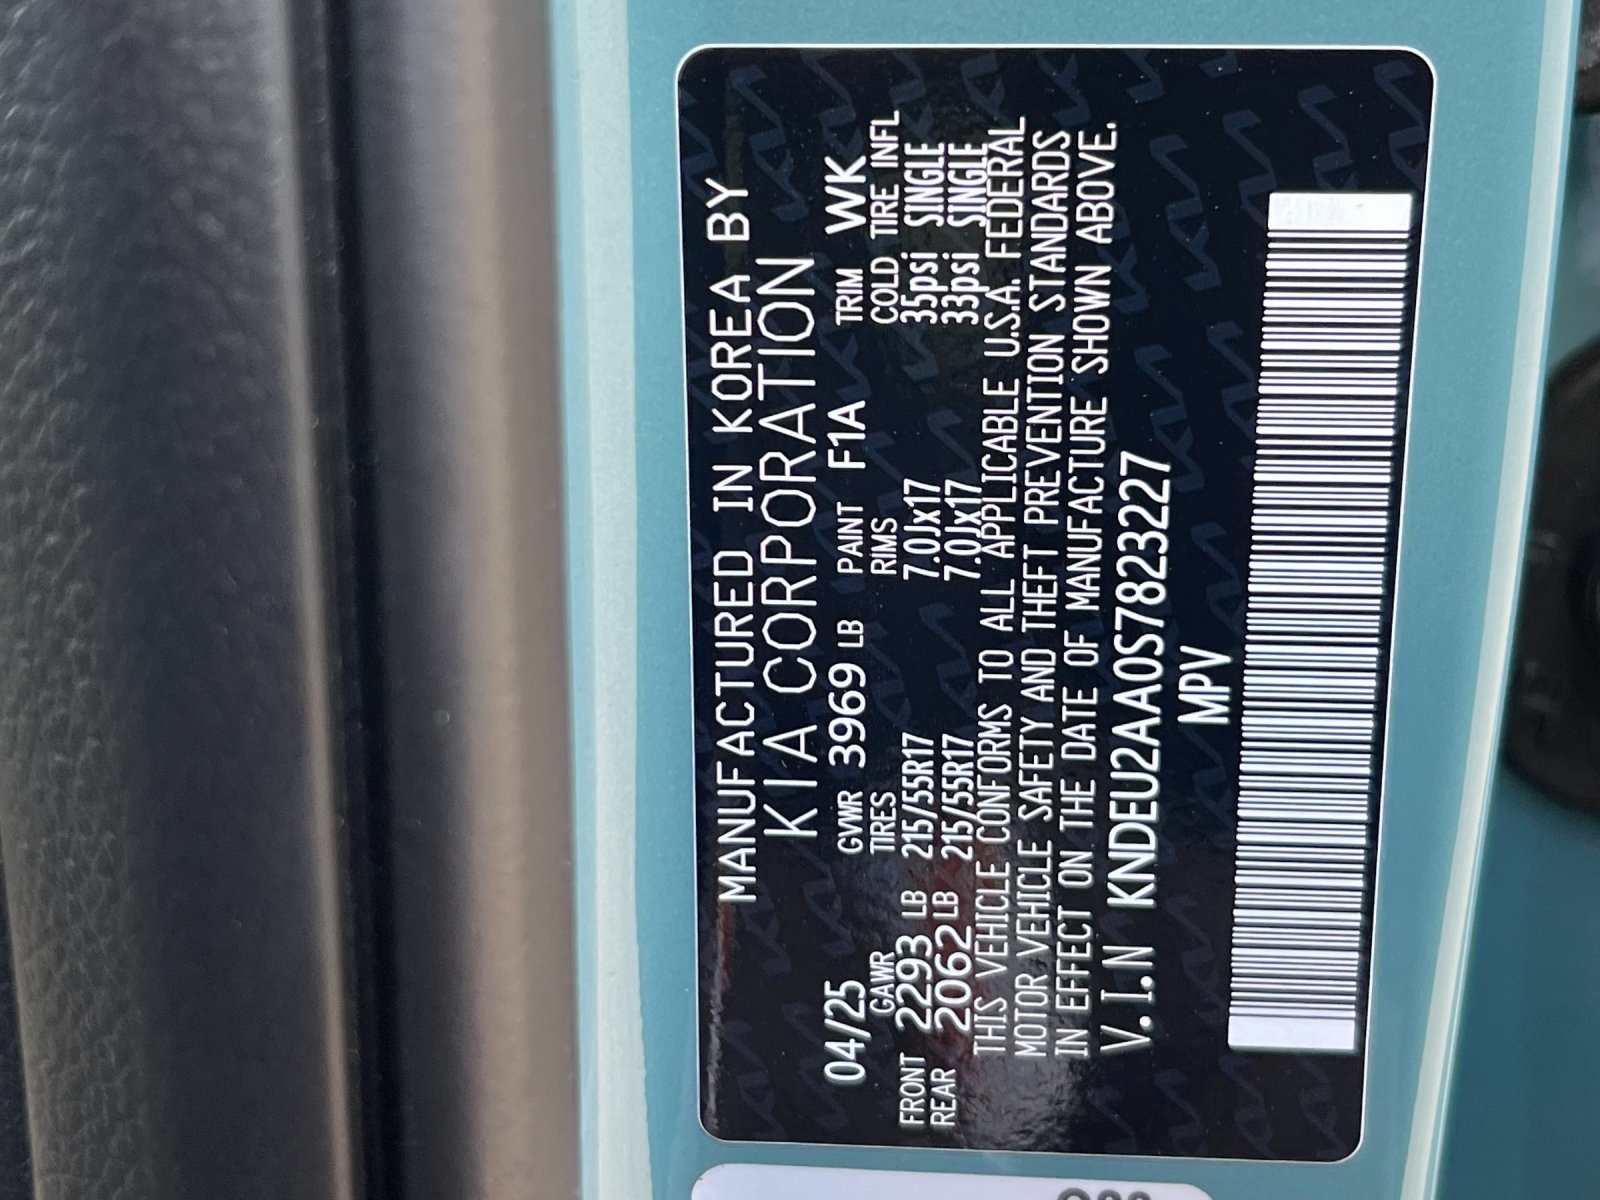 MANUFACTURED IN KOREA BY
KIA CORPORATION
04/25 GVWR 3969 LB PAINT F1A TRIM WK
GAWR TIRES RIMS COLD TIRE INFL
FRONT 2293 LB 215/55R17 7.0Jx17 35psi SINGLE
REAR 2062 LB 215/55R17 7.0Jx17 33psi SINGLE
THIS VEHICLE CONFORMS TO ALL APPLICABLE U.S.A. FEDERAL
MOTOR VEHICLE SAFETY AND THEFT PREVENTION STANDARDS
IN EFFECT ON THE DATE OF MANUFACTURE SHOWN ABOVE.
V.I.N KNDEU2AA0S7823227
MPV